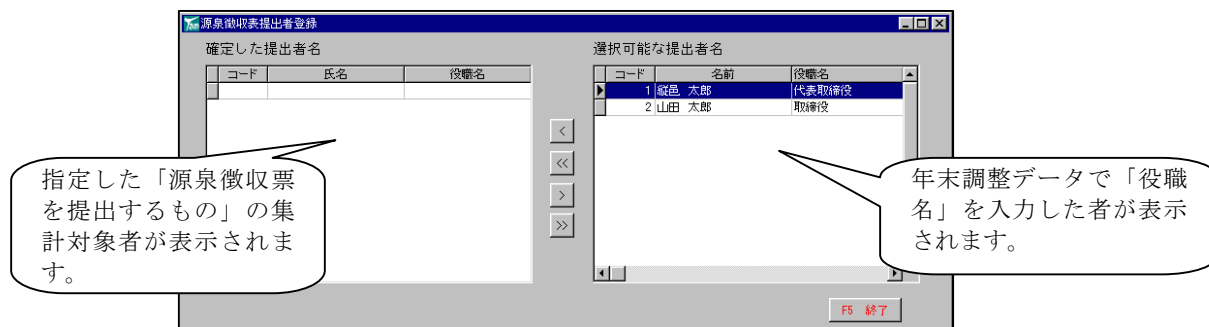 源泉徴収表提出者登録
確定した提出者名
選択可能な提出者名
コード 氏名 役職名
コード 名前 役職名
1 縦邑 太郎 代表取締役
2 山田 太郎 取締役
<
<<
>
>>
指定した「源泉徴収票
を提出するもの」の集
計対象者が表示されま
す。
年末調整データで「役職
名」を入力した者が表示
されます。
F5 終了